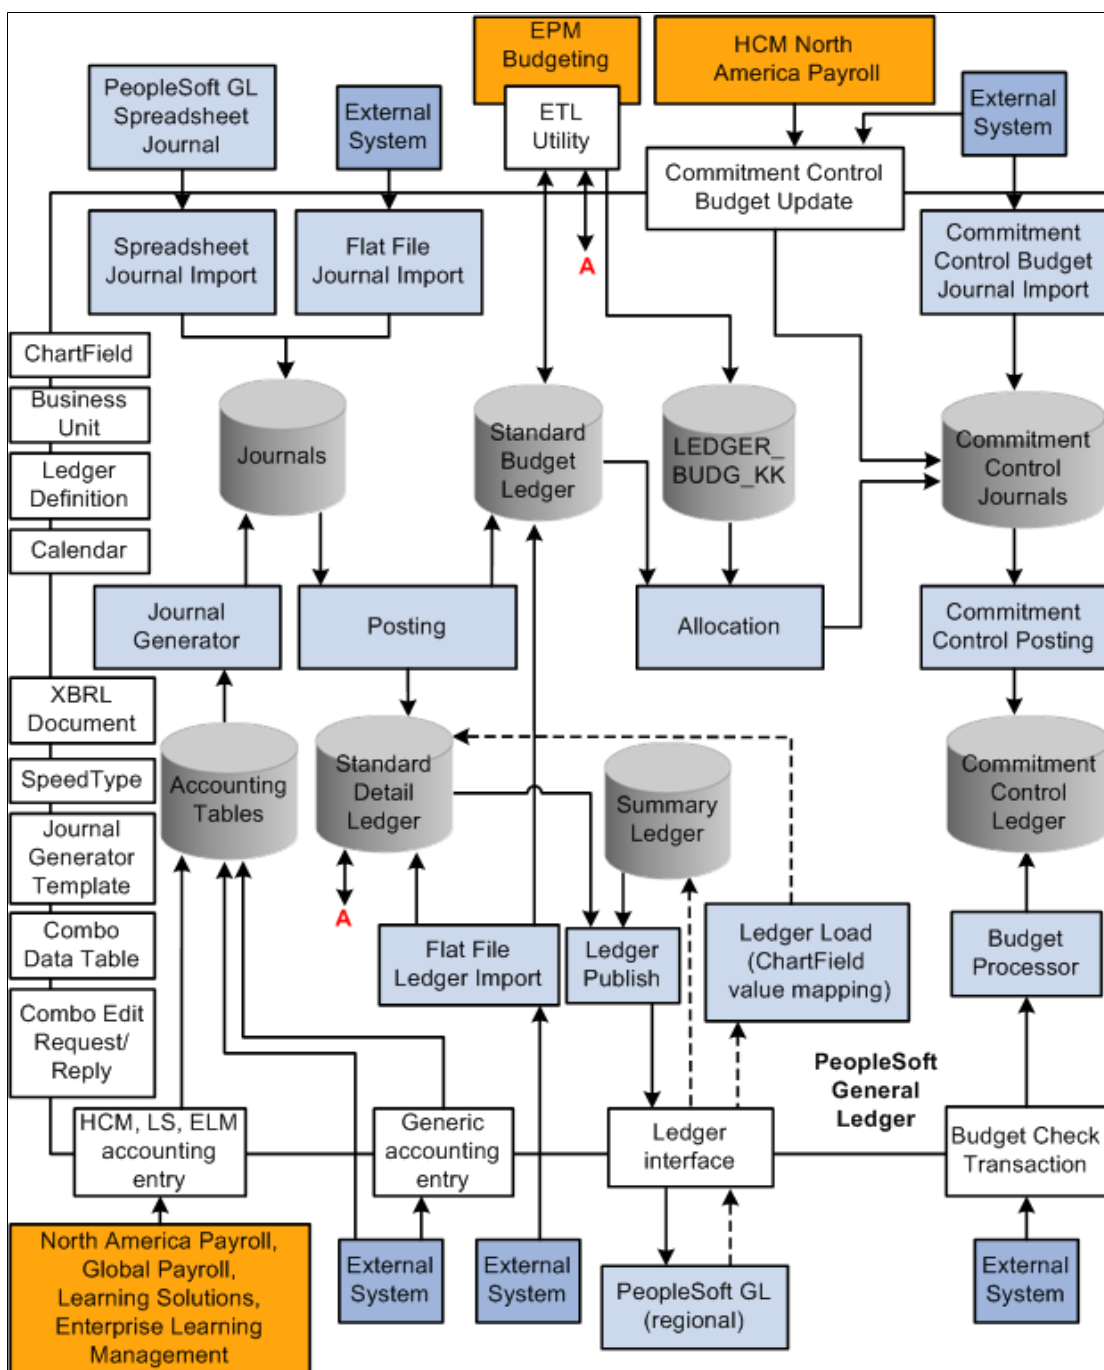 EPM
Budgeting
HCM North
America Payroll
PeopleSoft GL
Spreadsheet
Journal
External
System
ETL
Utility
External
System
Commitment Control
Budget Update
Spreadsheet
Journal Import
Flat File
Journal Import
A
Commitment
Control Budget
Journal Import
ChartField
Business
Unit
Ledger
Definition
Calendar
Journals
Standard
Budget
Ledger
LEDGER_
BUDG_KK
Commitment
Control
Journals
Journal
Generator
Posting
Allocation
Commitment
Control Posting
XBRL
Document
SpeedType
Journal
Generator
Template
Combo
Data Table
Combo Edit
Request/
Reply
Accounting
Tables
Standard
Detail
Ledger
Summary
Ledger
Commitment
Control
Ledger
A
Flat File
Ledger Import
Ledger
Publish
Ledger Load
(ChartField
value mapping)
Budget
Processor
PeopleSoft
General
Ledger
HCM, LS, ELM
accounting
entry
Generic
accounting
entry
Ledger
interface
Budget Check
Transaction
North America Payroll,
Global Payroll,
Learning Solutions,
Enterprise Learning
Management
External
System
External
System
PeopleSoft GL
(regional)
External
System